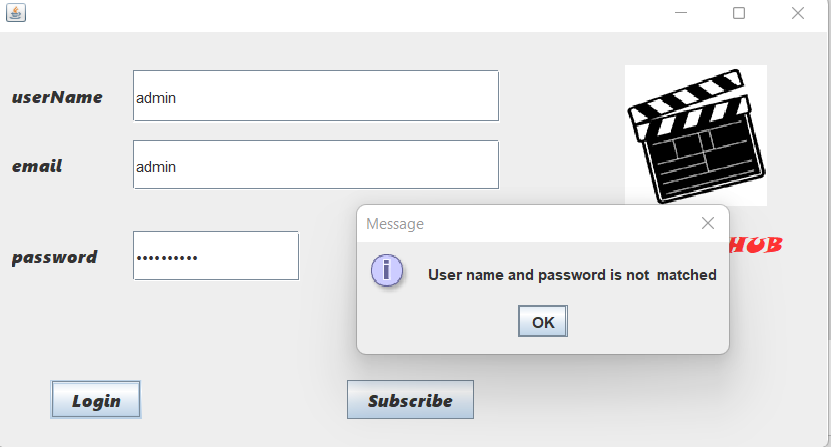 userName
admin
email
admin
Message
HUB
password
••••••••••
User name and password is not  matched
OK
Login
Subscribe